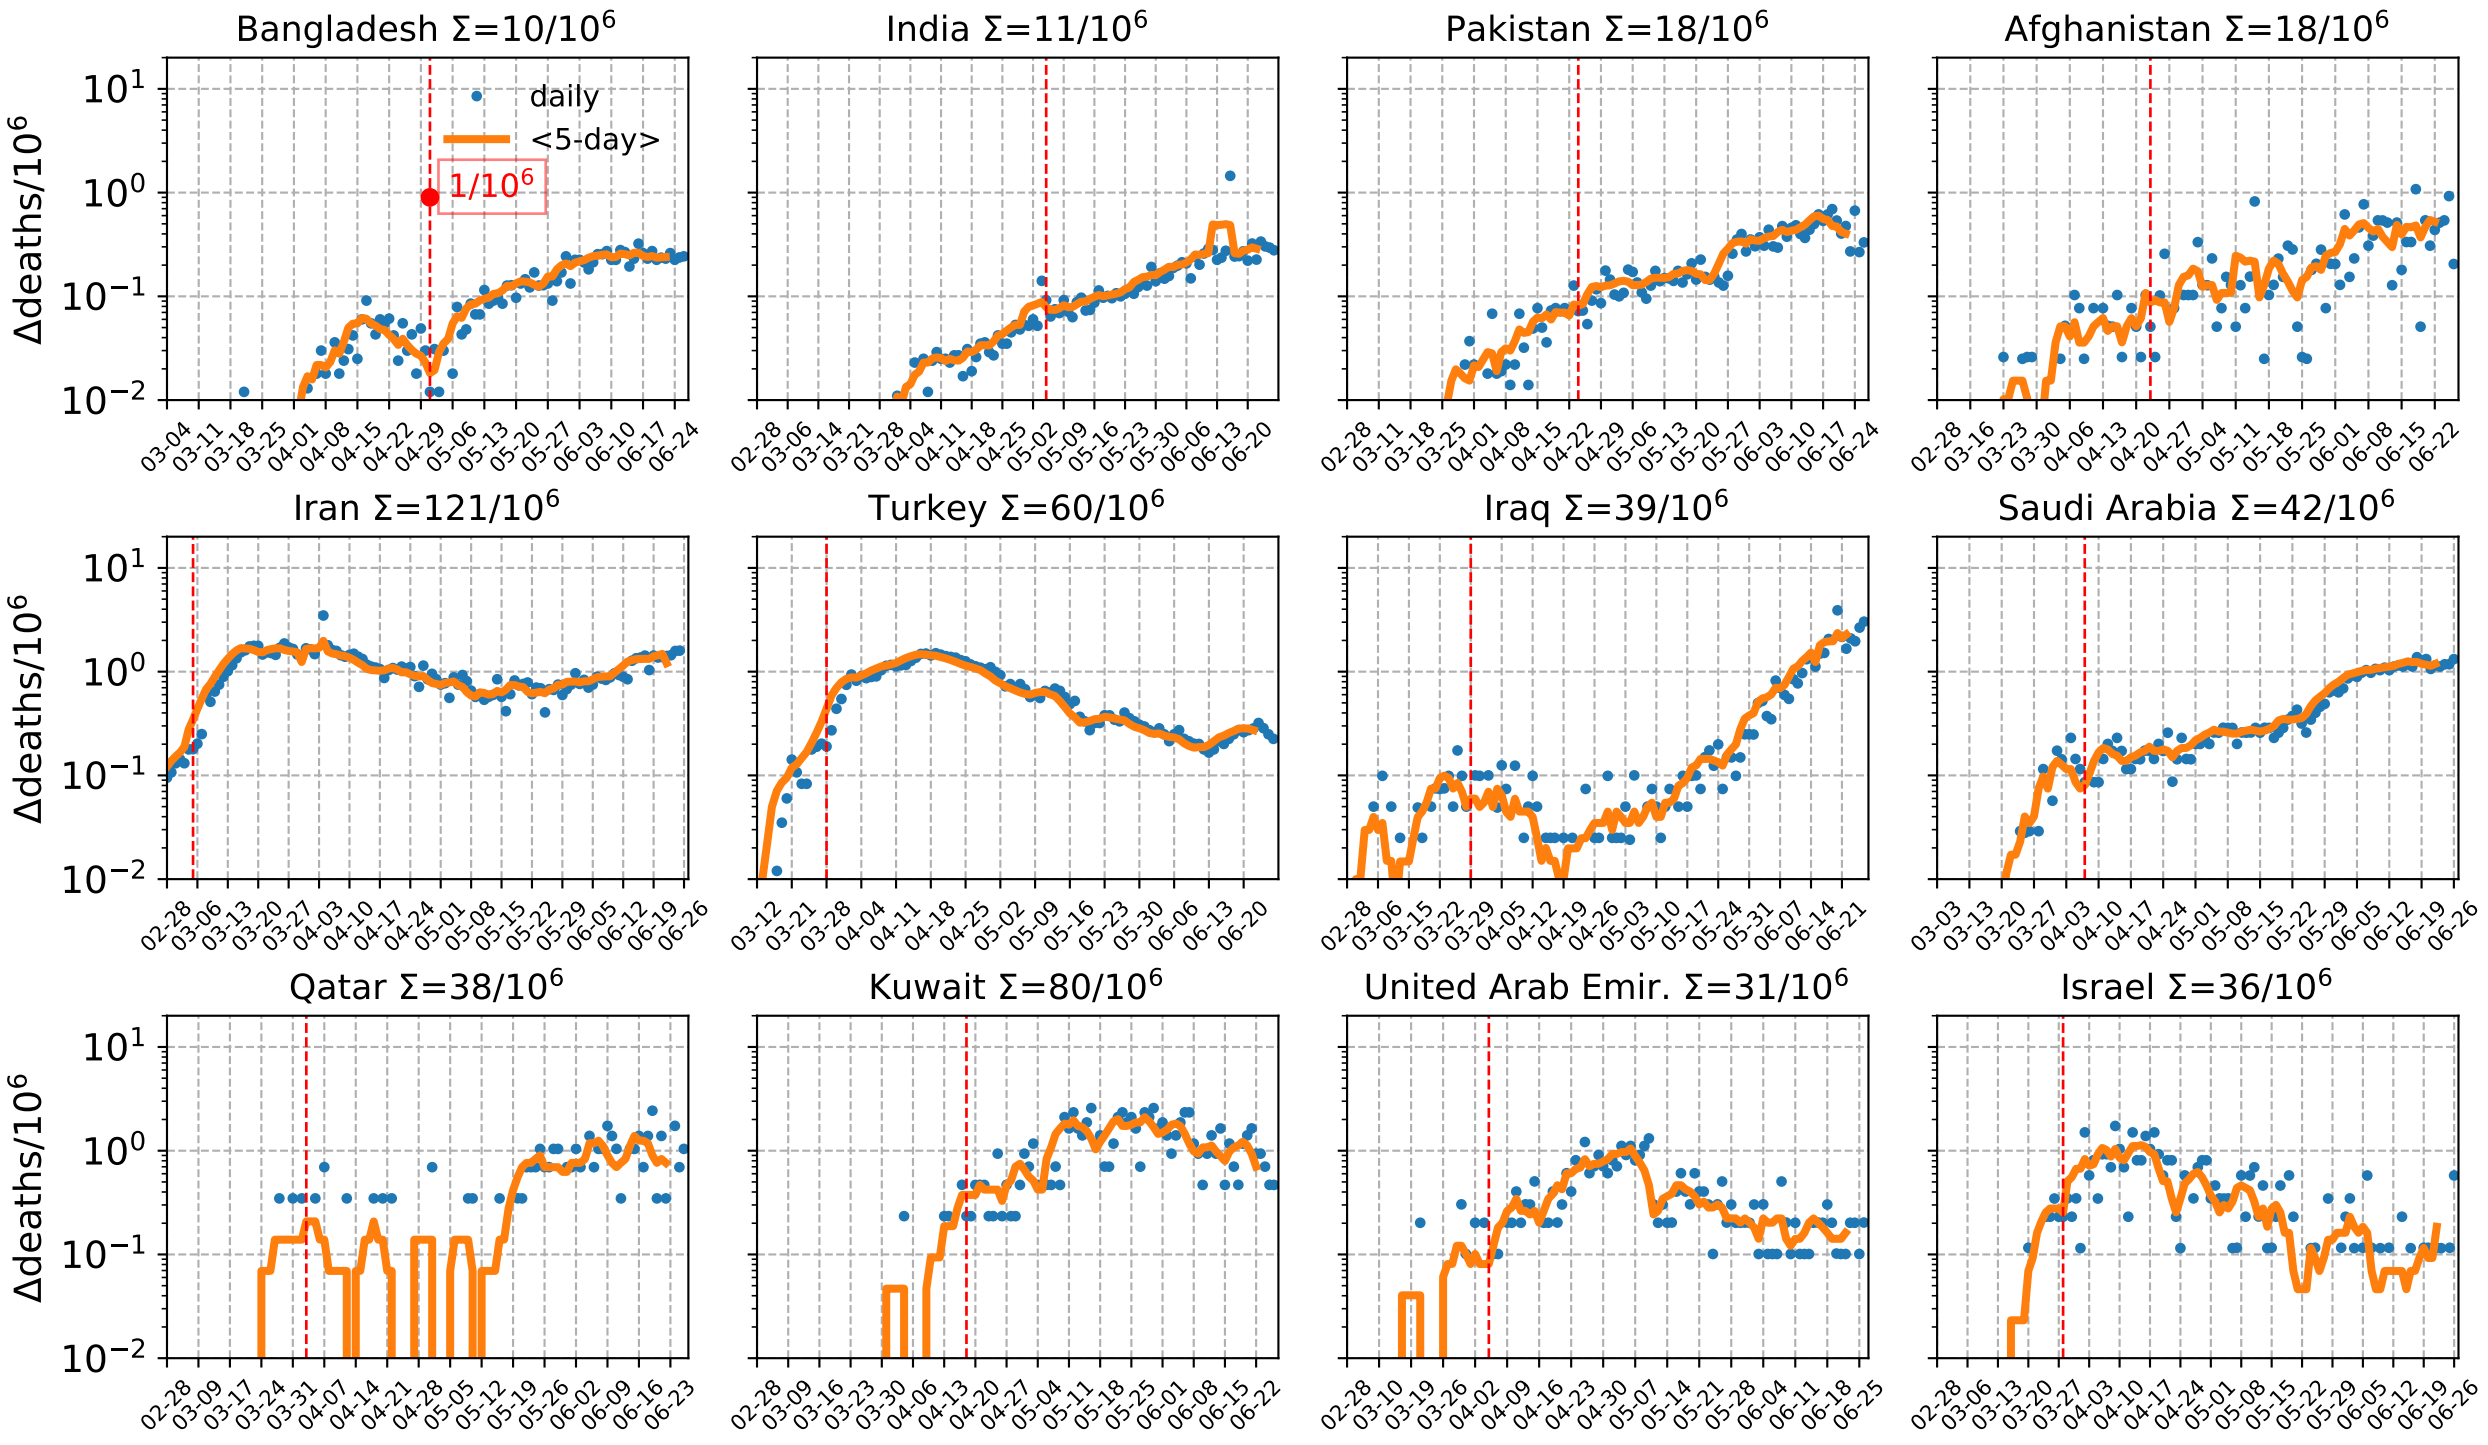 Bangladesh Σ=10/10⁶
India Σ=11/10⁶
Pakistan Σ=18/10⁶
Afghanistan Σ=18/10⁶
Δdeaths/10⁶
10¹
10⁰
10⁻¹
10⁻²
daily
<5-day>
1/10⁶
03-04 03-11 03-18 03-25 04-01 04-08 04-15 04-22 04-29 05-06 05-13 05-20 05-27 06-03 06-10 06-17 06-24
02-28 03-06 03-14 03-21 03-28 04-04 04-11 04-18 04-25 05-02 05-09 05-16 05-23 05-30 06-06 06-13 06-20
02-28 03-11 03-18 03-25 04-01 04-08 04-15 04-22 04-29 05-06 05-13 05-20 05-27 06-03 06-10 06-17 06-24
02-28 03-16 03-23 03-30 04-06 04-13 04-20 04-27 05-04 05-11 05-18 05-25 06-01 06-08 06-15 06-22
Iran Σ=121/10⁶
Turkey Σ=60/10⁶
Iraq Σ=39/10⁶
Saudi Arabia Σ=42/10⁶
Δdeaths/10⁶
10¹
10⁰
10⁻¹
10⁻²
02-28 03-06 03-13 03-20 03-27 04-03 04-10 04-17 04-24 05-01 05-08 05-15 05-22 05-29 06-05 06-12 06-19 06-26
03-12 03-21 03-28 04-04 04-11 04-18 04-25 05-02 05-09 05-16 05-23 05-30 06-06 06-13 06-20
02-28 03-06 03-15 03-22 03-29 04-05 04-12 04-19 04-26 05-03 05-10 05-17 05-24 05-31 06-07 06-14 06-21
03-03 03-13 03-20 03-27 04-03 04-10 04-17 04-24 05-01 05-08 05-15 05-22 05-29 06-05 06-12 06-19 06-26
Qatar Σ=38/10⁶
Kuwait Σ=80/10⁶
United Arab Emir. Σ=31/10⁶
Israel Σ=36/10⁶
Δdeaths/10⁶
10¹
10⁰
10⁻¹
10⁻²
02-28 03-09 03-17 03-24 03-31 04-07 04-14 04-21 04-28 05-05 05-12 05-19 05-26 06-02 06-09 06-16 06-23
02-28 03-09 03-16 03-23 03-30 04-06 04-13 04-20 04-27 05-04 05-11 05-18 05-25 06-01 06-08 06-15 06-22
02-28 03-10 03-19 03-26 04-02 04-09 04-16 04-23 04-30 05-07 05-14 05-21 05-28 06-04 06-11 06-18 06-25
02-28 03-06 03-13 03-20 03-27 04-03 04-10 04-17 04-24 05-01 05-08 05-15 05-22 05-29 06-05 06-12 06-19 06-26